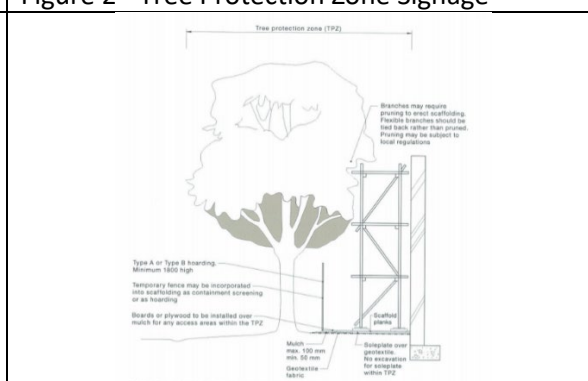 Figure 2 - Tree Protection Zone Signage
Tree protection zone (TPZ)
Branches may require
pruning to erect scaffolding.
Flexible branches should be
tied back rather than pruned.
Pruning may be subject to
local regulations
Type A or Type B hoarding.
Minimum 1800 high
Temporary fence may be incorporated
into scaffolding as containment screening
or as hoarding
Boards or plywood to be installed over
mulch for any access areas within the TPZ
Scaffold
planks
Mulch
max. 100 mm
min. 50 mm
Geotextile
fabric
Soleplate over
geotextile.
No excavation
for soleplate
within TPZ